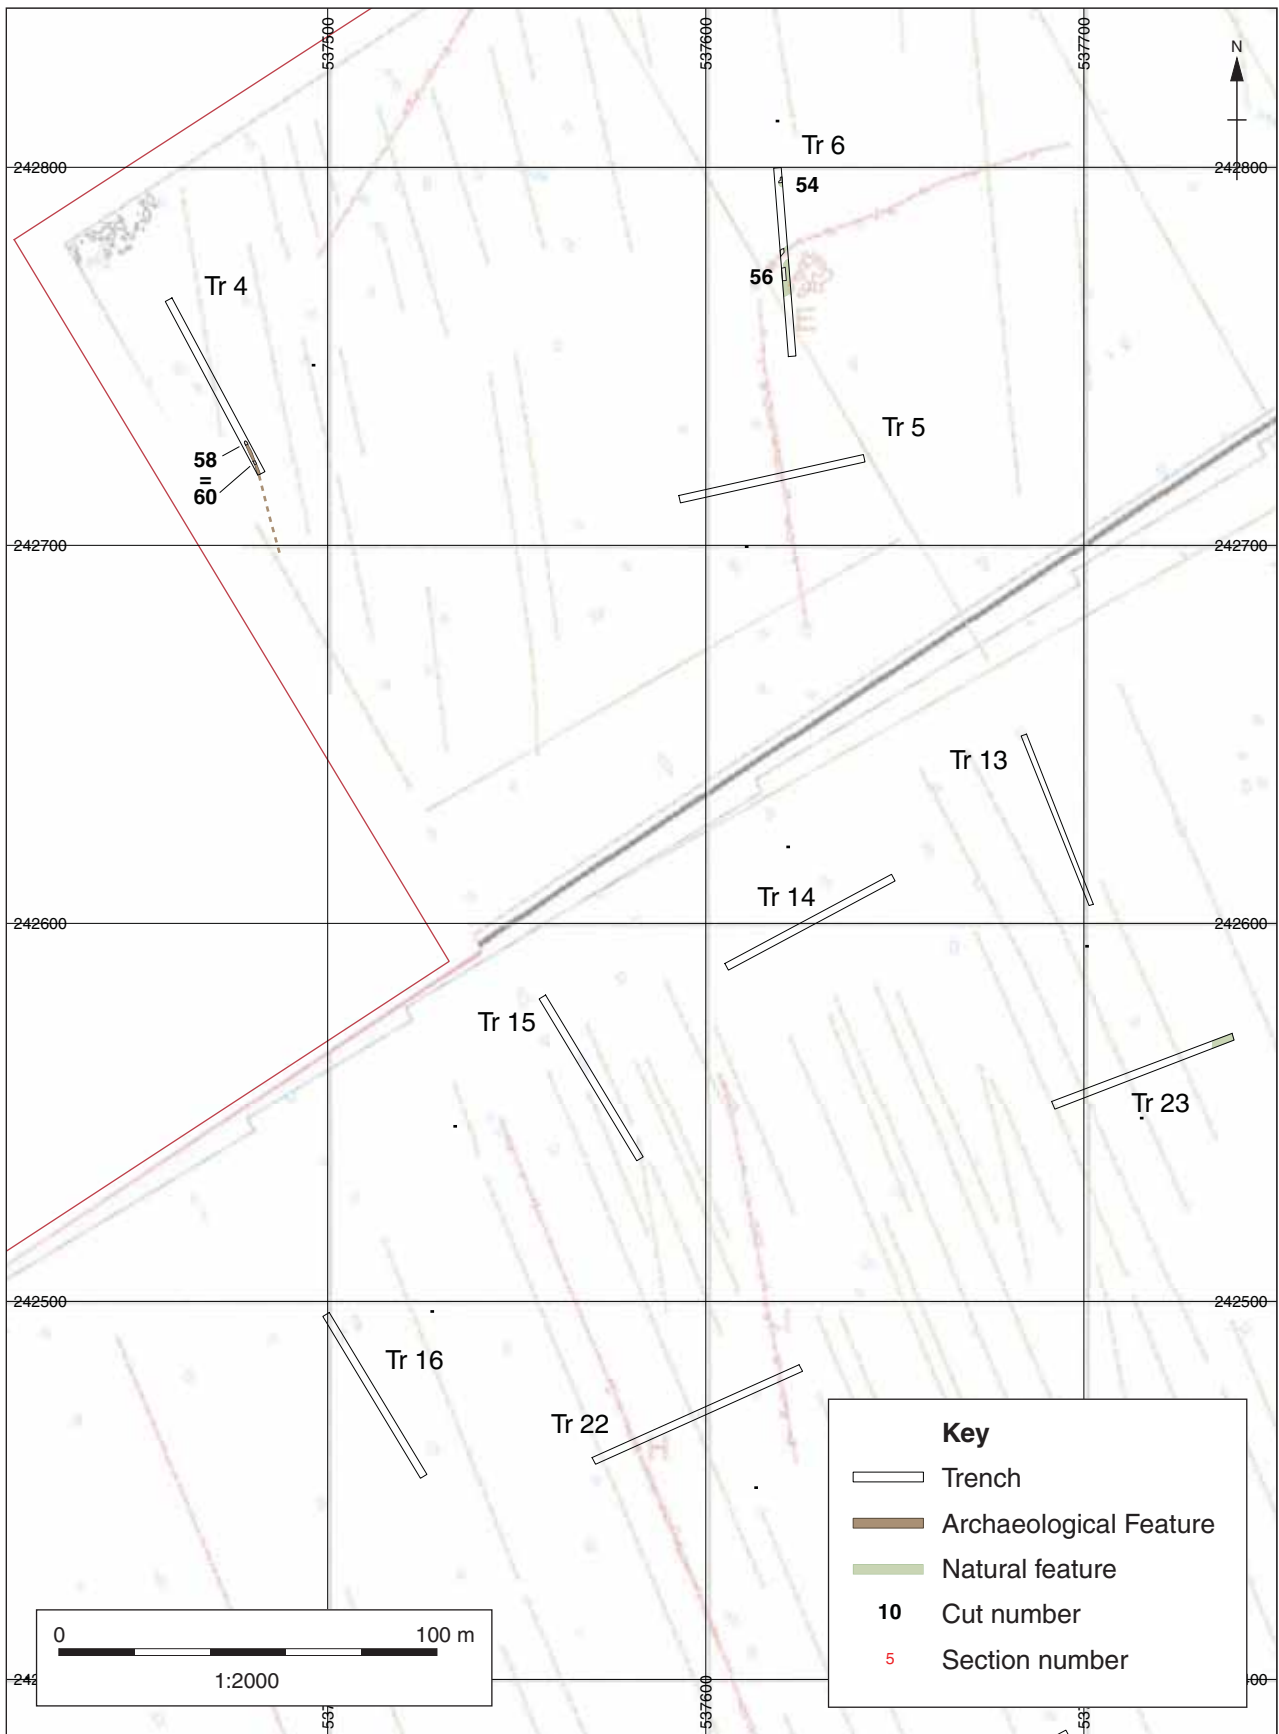 537500
537600
537700
N
242800
242800
Tr 6
54
56
Tr 4
58
=
60
Tr 5
242700
242700
Tr 13
Tr 14
242600
242600
Tr 15
Tr 23
242500
242500
Tr 16
Tr 22
Key
Trench
Archaeological Feature
Natural feature
10 Cut number
5 Section number
0 100 m
1:2000
537600